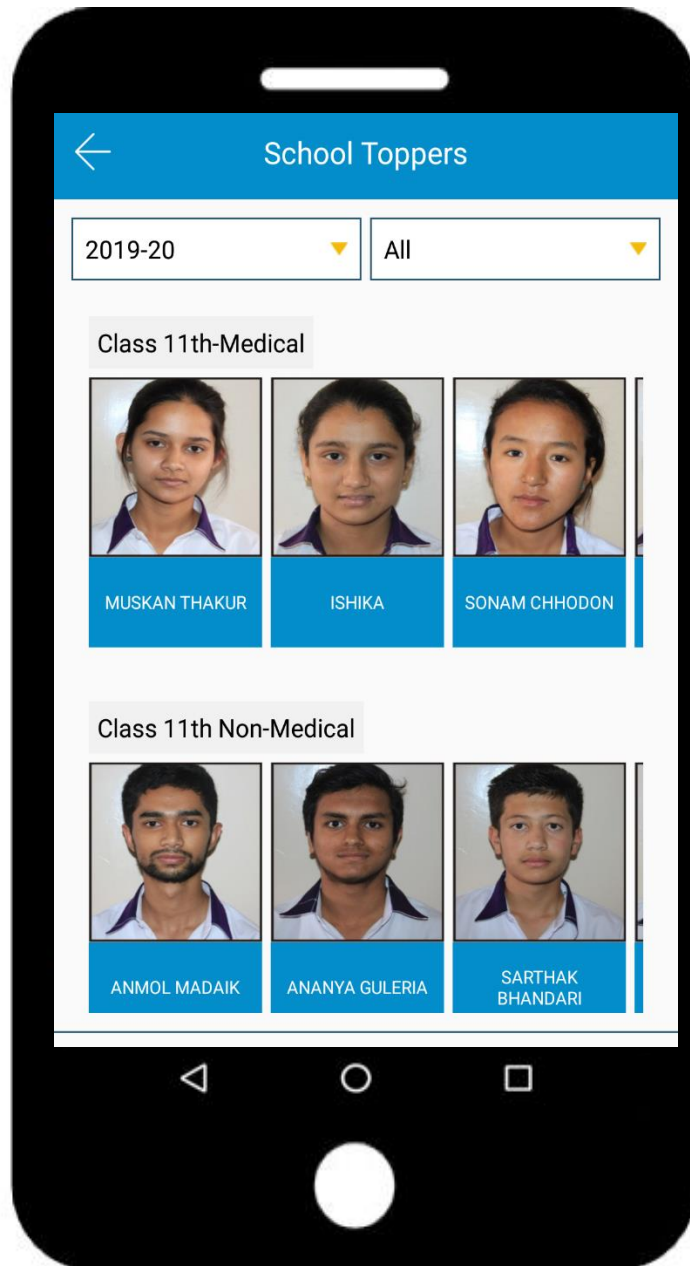 School Toppers
2019-20
All
Class 11th-Medical
MUSKAN THAKUR
ISHIKA
SONAM CHHODON
Class 11th Non-Medical
ANMOL MADAIK
ANANYA GULERIA
SARTHAK
BHANDARI